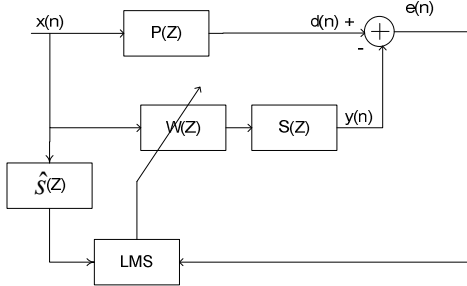 x(n)
P(Z)
d(n) +
e(n)
+
-
W(Z)
S(Z)
y(n)
ŝ(Z)
LMS